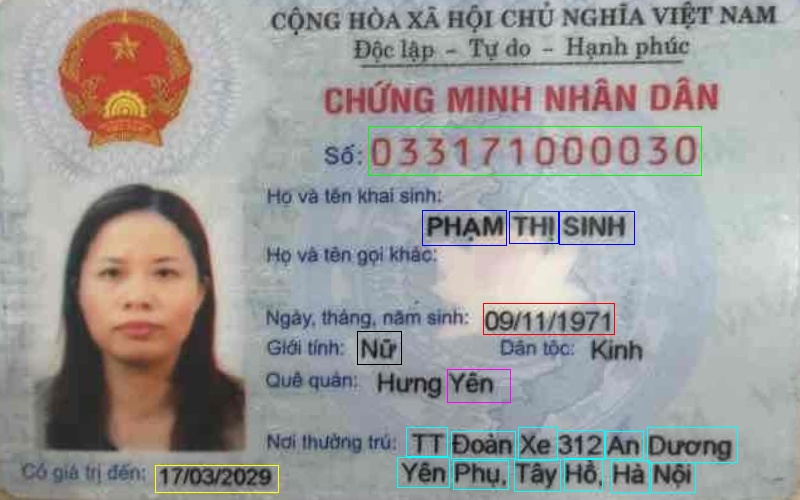 CỘNG HÒA XÃ HỘI CHỦ NGHĨA VIỆT NAM
Độc lập - Tự do - Hạnh phúc
CHỨNG MINH NHÂN DÂN
Số: 033171000030
Họ và tên khai sinh:
PHẠM THỊ SINH
Họ và tên gọi khác:
Ngày, tháng, năm sinh: 09/11/1971
Giới tính: Nữ Dân tộc: Kinh
Quê quán: Hưng Yên
Nơi thường trú: TT Đoàn Xe 312 An Dương
Yên Phụ, Tây Hồ, Hà Nội
Có giá trị đến: 17/03/2029